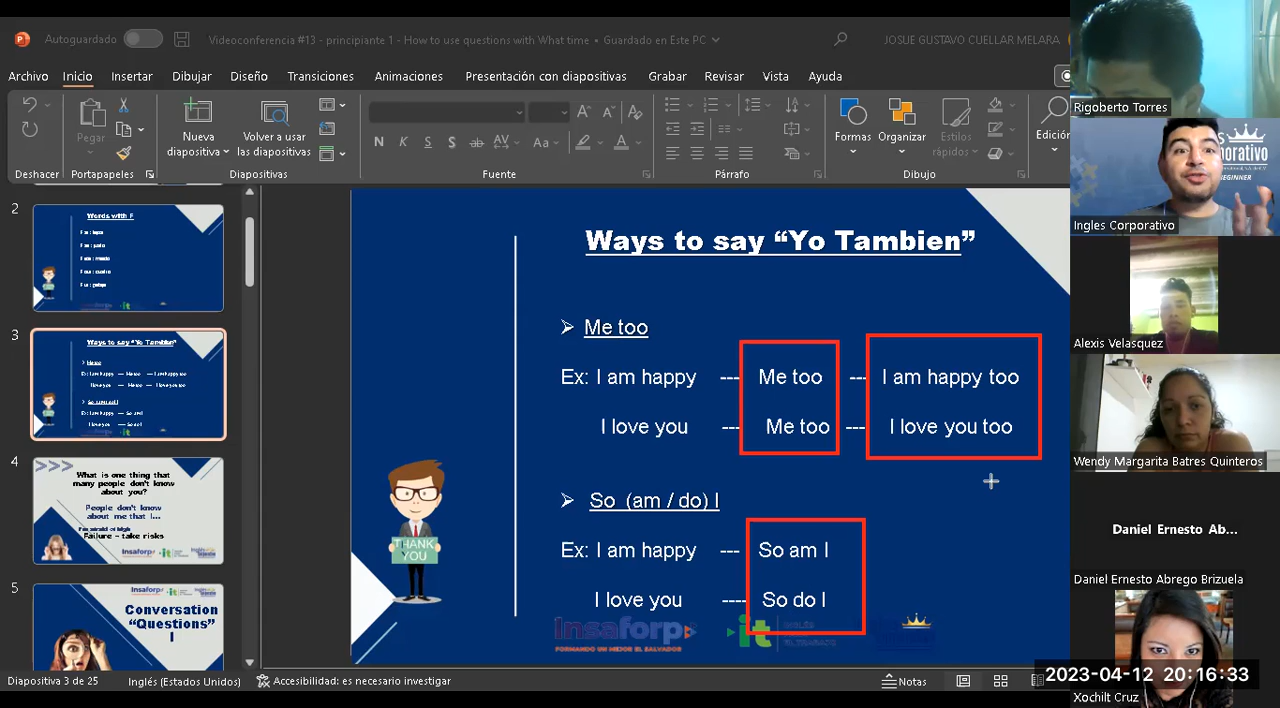 Autoguardado
Videoconferencia #13 - principiante 1 - How to use questions with What time • Guardado en Este PC
JOSUE GUSTAVO CUELLAR MELARA
Archivo Inicio Insertar Dibujar Diseño Transiciones Animaciones Presentación con diapositivas Grabar Revisar Vista Ayuda
Pegar
Nueva diapositiva
Volver a usar las diapositivas
N K S S ab AV Aa A
Formas Organizar Estilos rápidos Edición
Deshacer Portapapeles Diapositivas Fuente Párrafo Dibujo
2
Words with F
3
Ways to say "Yo Tambien"
4
What is one thing that
many people don't know
about you?
People don't know
about me that I...
Failure – take risks
5
Conversation
"Questions"
I
Ways to say "Yo Tambien"
Me too
Ex: I am happy --- Me too --- I am happy too
I love you --- Me too --- I love you too
So (am / do) I
Ex: I am happy --- So am I
I love you ---- So do I
THANK
YOU
Insaforp
FORMANDO UN MEJOR EL SALVADOR
it
Diapositiva 3 de 25 Inglés (Estados Unidos) Accesibilidad: es necesario investigar Notas
Rigoberto Torres
Ingles Corporativo
Alexis Velasquez
Wendy Margarita Batres Quinteros
Daniel Ernesto Ab...
Daniel Ernesto Abrego Brizuela
2023-04-12 20:16:33
Xochilt Cruz